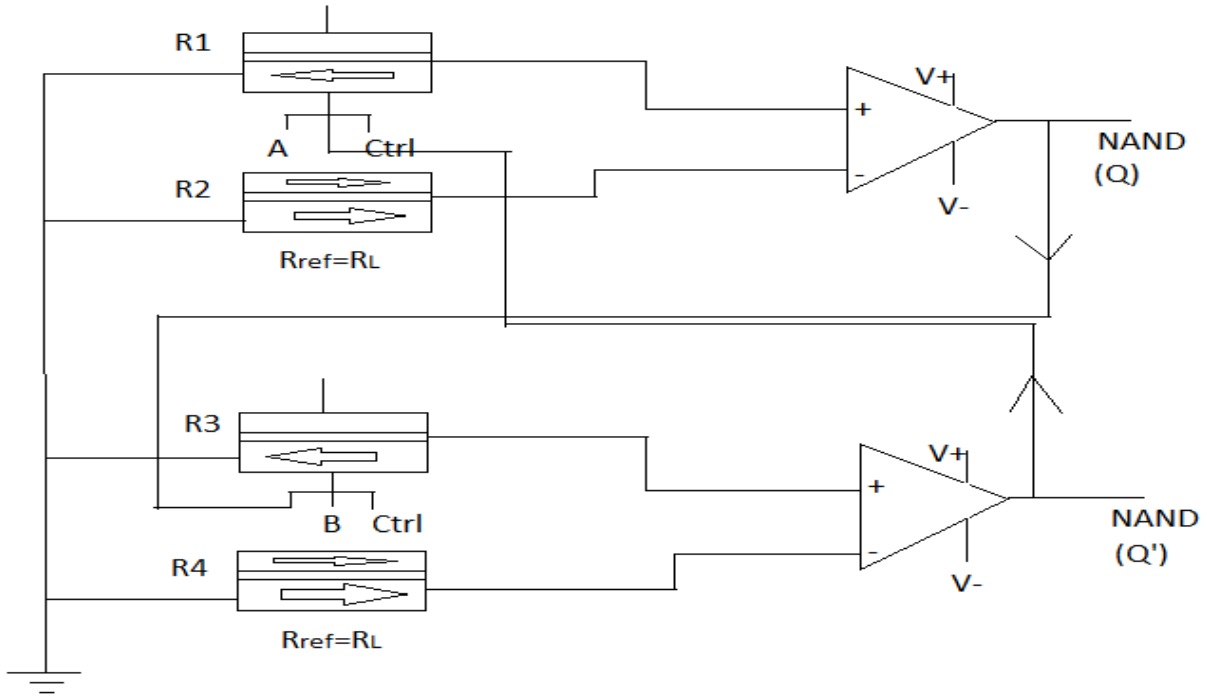 R1
V+
+
A
Ctrl
NAND
(Q)
R2
-
V-
Rref=RL
R3
V+
+
B
Ctrl
NAND
(Q')
R4
-
V-
Rref=RL